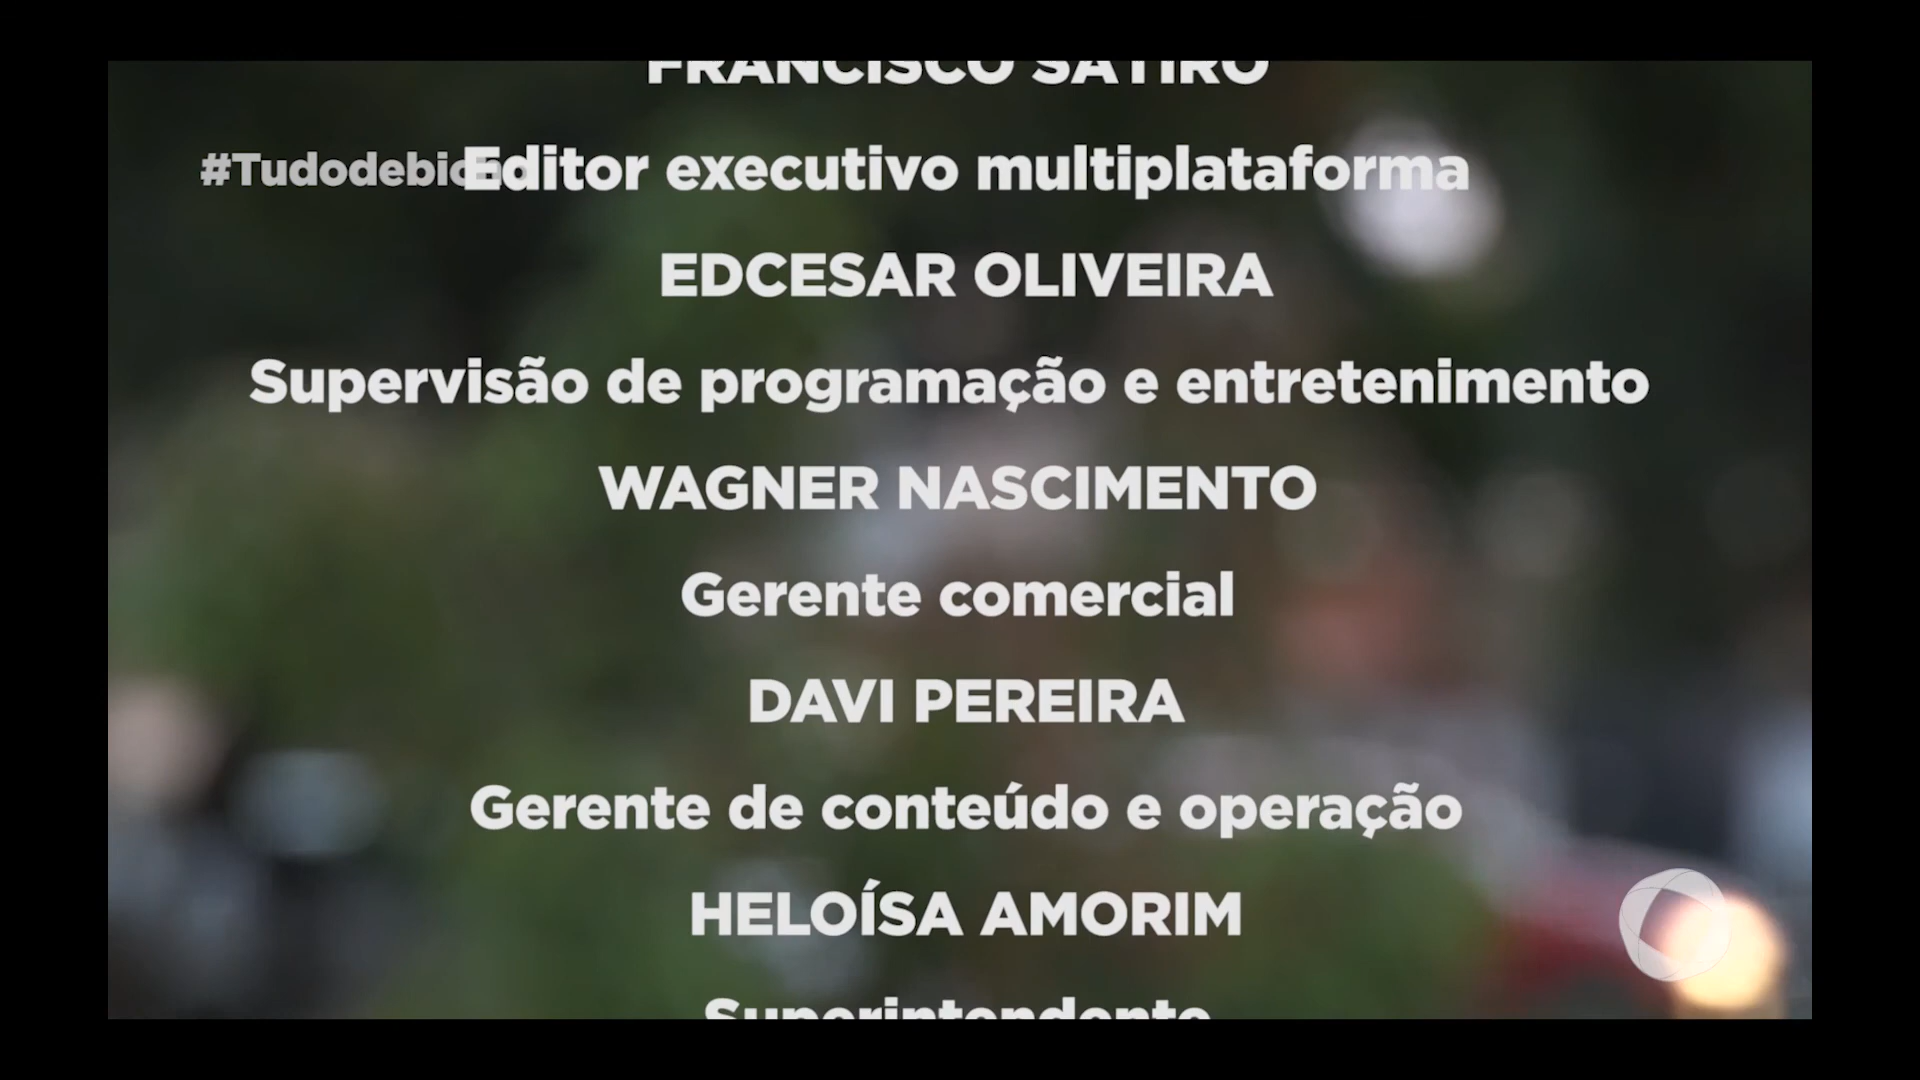 FRANCISCO SATIRO
#Tudodebic
Editor executivo multiplataforma
EDCESAR OLIVEIRA
Supervisão de programação e entretenimento
WAGNER NASCIMENTO
Gerente comercial
DAVI PEREIRA
Gerente de conteúdo e operação
HELOÍSA AMORIM
Superintendente